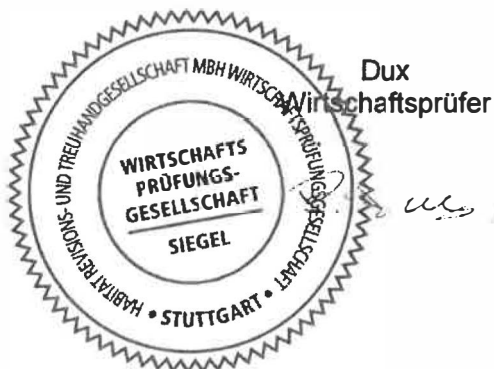 HABITAT REVISIONS- UND TREUHANDGESELLSCHAFT MBH WIRTSCHAFTSPRÜFUNGSGESELLSCHAFT
• STUTTGART •
WIRTSCHAFTS
PRÜFUNGS-
GESELLSCHAFT
SIEGEL
Dux
Wirtschaftsprüfer